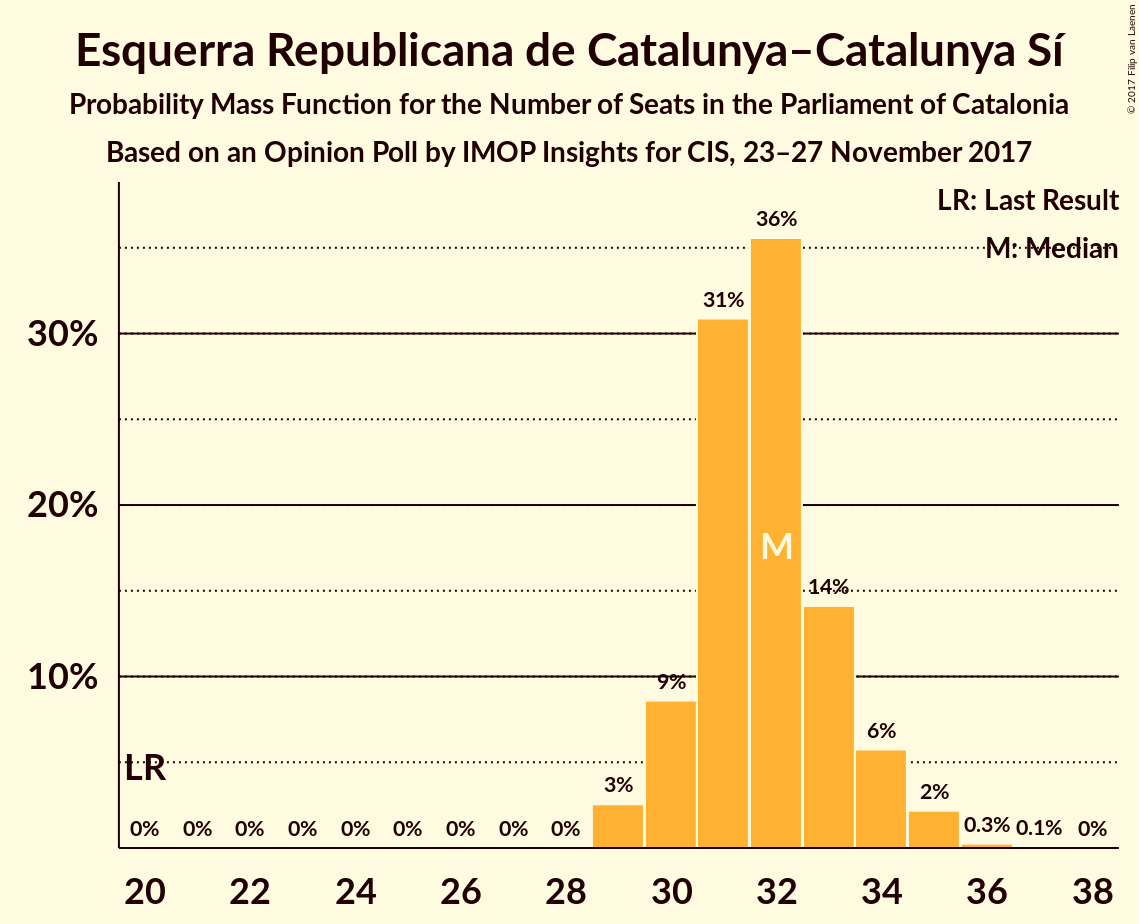 Esquerra Republicana de Catalunya–Catalunya Sí
Probability Mass Function for the Number of Seats in the Parliament of Catalonia
Based on an Opinion Poll by IMOP Insights for CIS, 23–27 November 2017
© 2017 Filip van Laenen
LR: Last Result
M: Median
36%
31%
30%
20%
M
14%
10%
9%
6%
LR
3%
2%
0% 0% 0% 0% 0% 0% 0% 0% 0% 0.3% 0.1% 0%
20 22 24 26 28 30 32 34 36 38